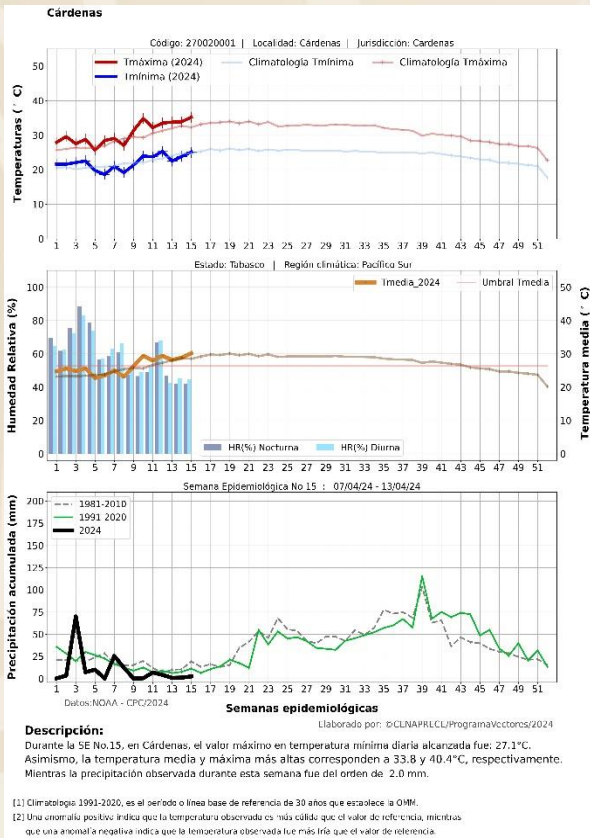 Cárdenas
Código: 270020001 | Localidad: Cárdenas | Jurisdicción: Cardenas
Tmáxima (2024)
Tmínima (2024)
Climatología Tmínima
Climatología Tmáxima
Temperaturas (° C)
50
40
30
20
10
0
1 3 5 7 9 11 13 15 17 19 21 23 25 27 29 31 33 35 37 39 41 43 45 47 49 51
Estado: Tabasco | Región climática: Pacífico Sur
Tmedia_2024
Umbral Tmedia
HR(%) Nocturna
HR(%) Diurna
Humedad Relativa (%)
100
80
60
40
20
0
Temperatura media (° C)
50
40
30
20
10
0
1 3 5 7 9 11 13 15 17 19 21 23 25 27 29 31 33 35 37 39 41 43 45 47 49 51
Semana Epidemiológica No 15 : 07/04/24 - 13/04/24
1981-2010
1991 2020
2024
Precipitación acumulada (mm)
200
175
150
125
100
75
50
25
0
1 3 5 7 9 11 13 15 17 19 21 23 25 27 29 31 33 35 37 39 41 43 45 47 49 51
Datos:NOAA - CPC/2024
Semanas epidemiológicas
Elaborado por: ©CENAPRECE/ProgramaVectores/2024
Descripción:
Durante la SE No.15, en Cárdenas, el valor máximo en temperatura mínima diaria alcanzada fue: 27.1°C.
Asimismo, la temperatura media y máxima más altas corresponden a 33.8 y 40.4°C, respectivamente.
Mientras la precipitación observada durante esta semana fue del orden de 2.0 mm.
[1] Climatologia 1991-2020, es el período o línea base de referencia de 30 años que establece la OMM.
[2] Una anomalía positiva indica que la temperatura observada es más cálida que el valor de referencia, mientras
que una anomalía negativa indica que la temperatura observada fue más fría que el valor de referencia.